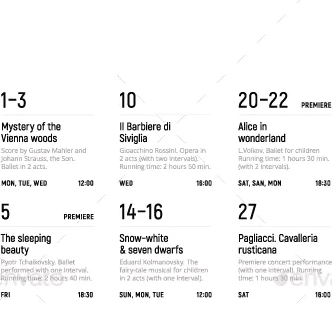 1–3
Mystery of the
Vienna woods
Score by Gustav Mahler and
Johann Strauss, the Son.
Ballet in 2 acts.
MON, TUE, WED 12:00
10
Il Barbiere di
Siviglia
Gioacchino Rossini. Opera in
2 acts (with two intervals).
Running time: 2 hours 50 min.
WED 16:00
20–22 PREMIERE
Alice in
wonderland
L.Volkov. Ballet for children
Running time: 1 hours 30 min.
(with 2 intervals).
SAT, SAN, MON 18:30
5 PREMIERE
The sleeping
beauty
Pyotr Tchaikovsky. Ballet
performed with one interval.
Running time: 2 hours 40 min.
FRI 18:30
14–16
Snow-white
& seven dwarfs
Eduard Kolmanovsky. The
fairy-tale musical for children
in 2 acts (with one interval).
SUN, MON, TUE 12:00
27
Pagliacci. Cavalleria
rusticana
Premiere concert performance
(with one interval). Running
time: 1 hours 30 min.
SAT 16:00